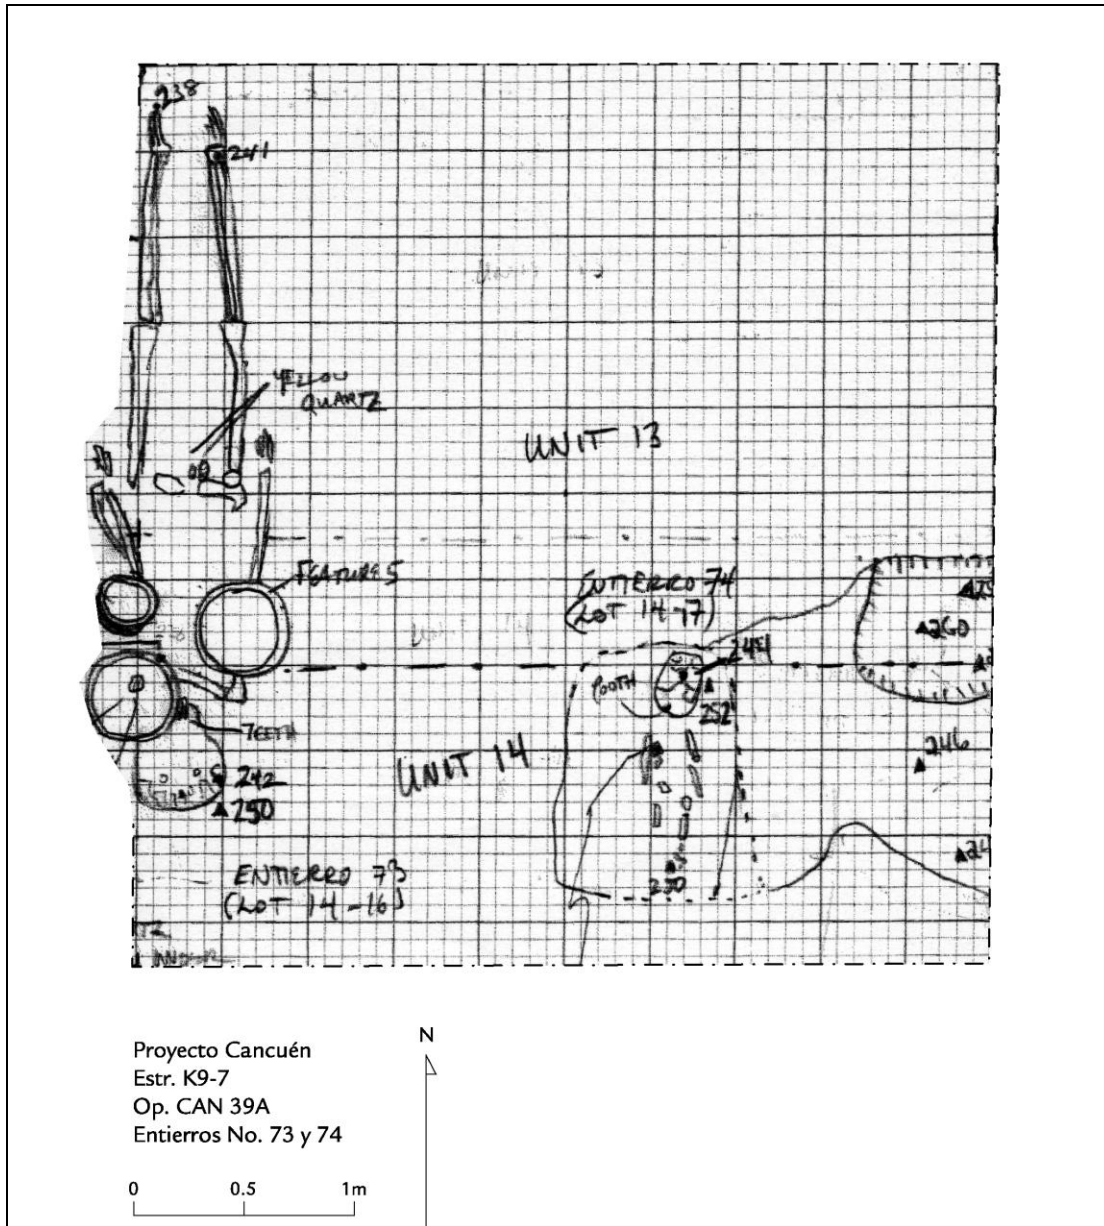 238
241
YELLOW
QUARTZ
UNIT 13
FEATURE 5
ENTIERRO 74
(LOT 14-17)
260
244
TOOTH
252
TEETH
246
UNIT 14
242
250
230
ENTIERRO 73
(LOT 14-16)
N
Proyecto Cancuén
Estr. K9-7
Op. CAN 39A
Entierros No. 73 y 74
0 0.5 1m